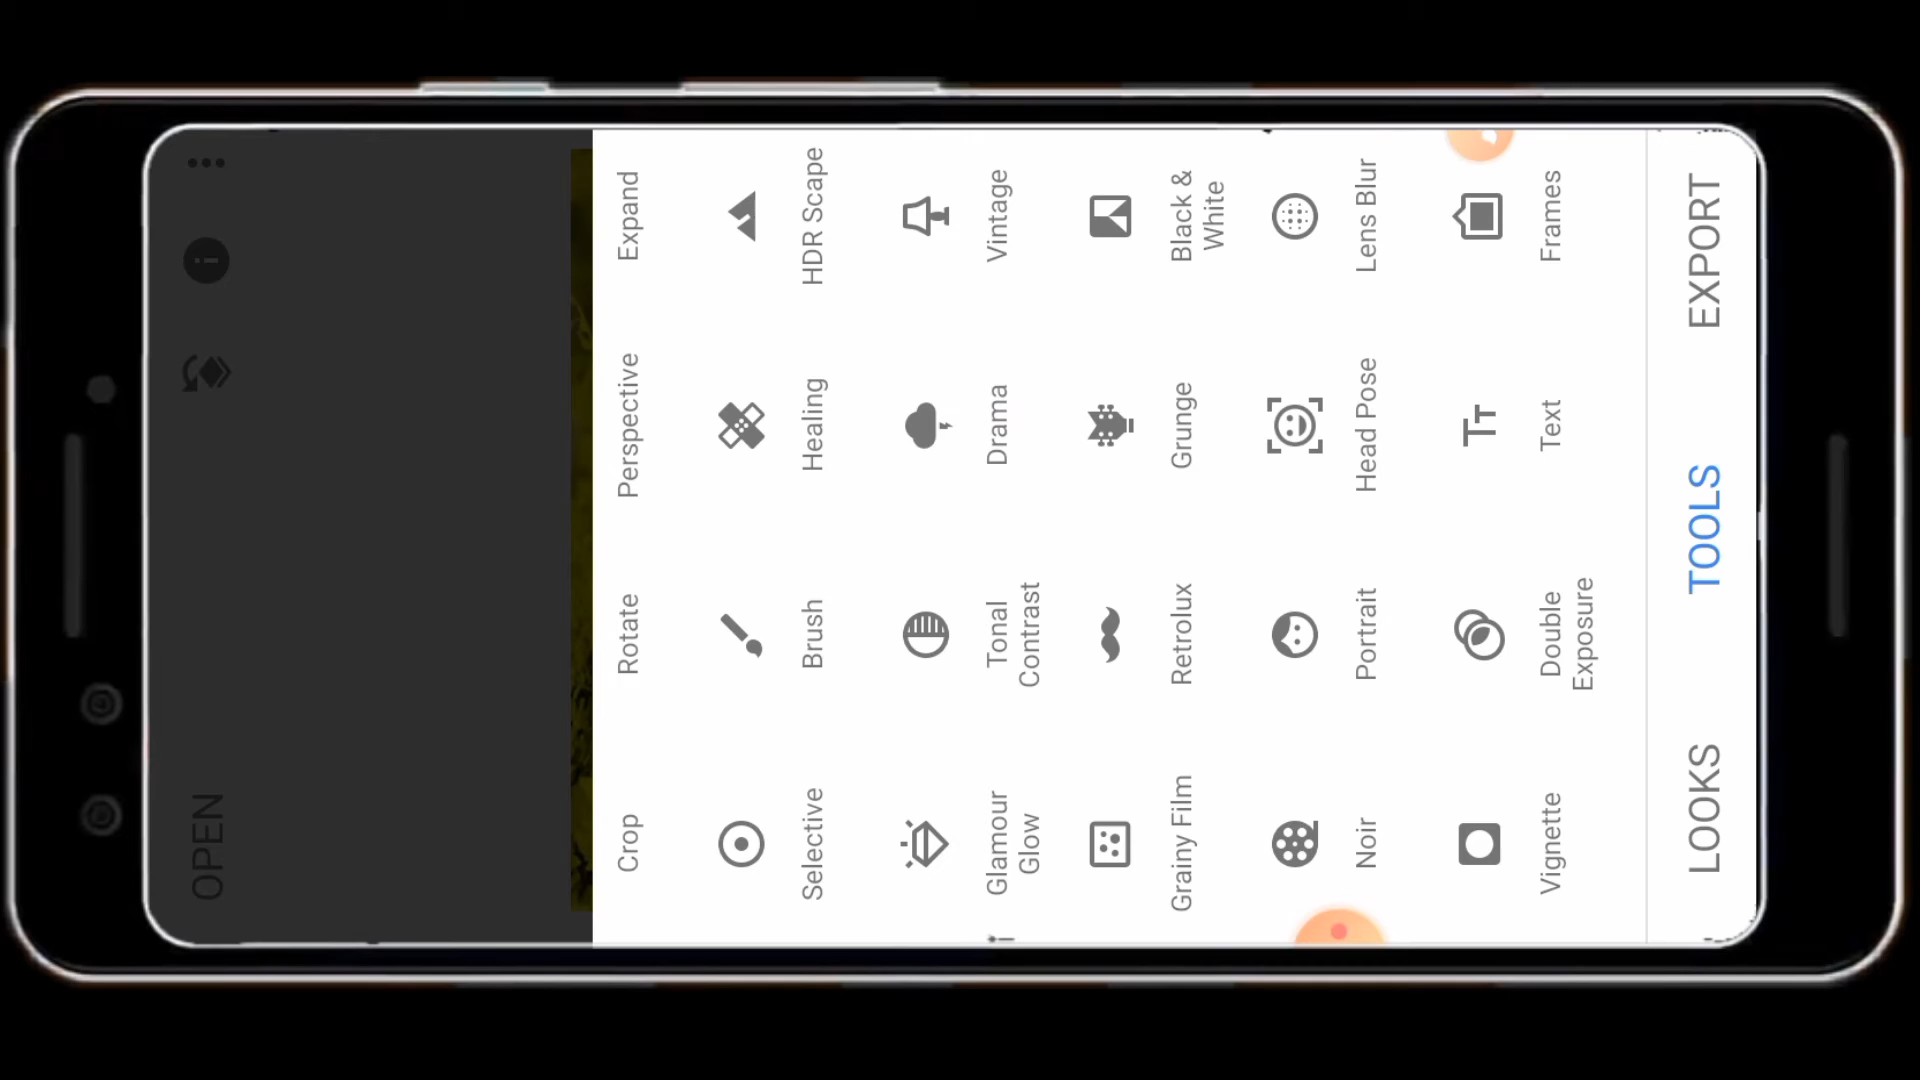 OPEN
Crop
Rotate
Perspective
Expand
Selective
Brush
Healing
HDR Scape
Glamour
Glow
Tonal
Contrast
Drama
Vintage
Grainy Film
Retrolux
Grunge
Black &
White
Noir
Portrait
Head Pose
Lens Blur
Vignette
Double
Exposure
Text
Frames
LOOKS
TOOLS
EXPORT